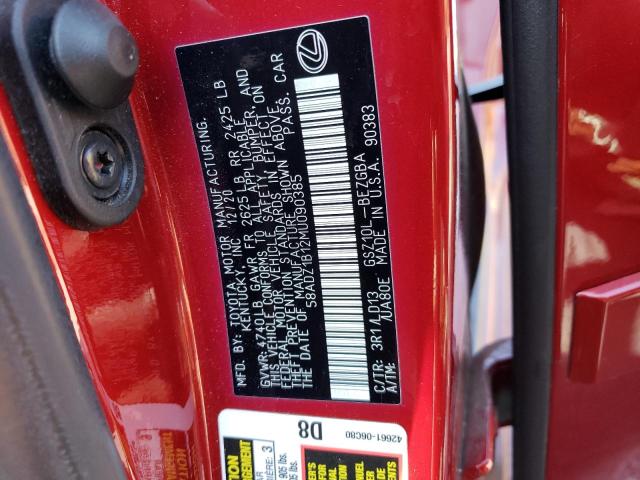 MFD. BY: TOYOTA MOTOR MANUFACTURING,
KENTUCKY, INC. 12/20
GVWR: 4740LB GAWR FR 2625 LB RR 2425 LB
THIS VEHICLE CONFORMS TO ALL APPLICABLE
FEDERAL MOTOR VEHICLE SAFETY, BUMPER, AND
THEFT PREVENTION STANDARDS IN EFFECT ON
THE DATE OF MANUFACTURE SHOWN ABOVE.
58ADZ1B12MU090385 PASS. CAR
C/TR: 3R1/LD13 GSZ10L-BEZGBA
A/TM: /UA80E MADE IN U.S.A. 90383
D8
42661-06C80